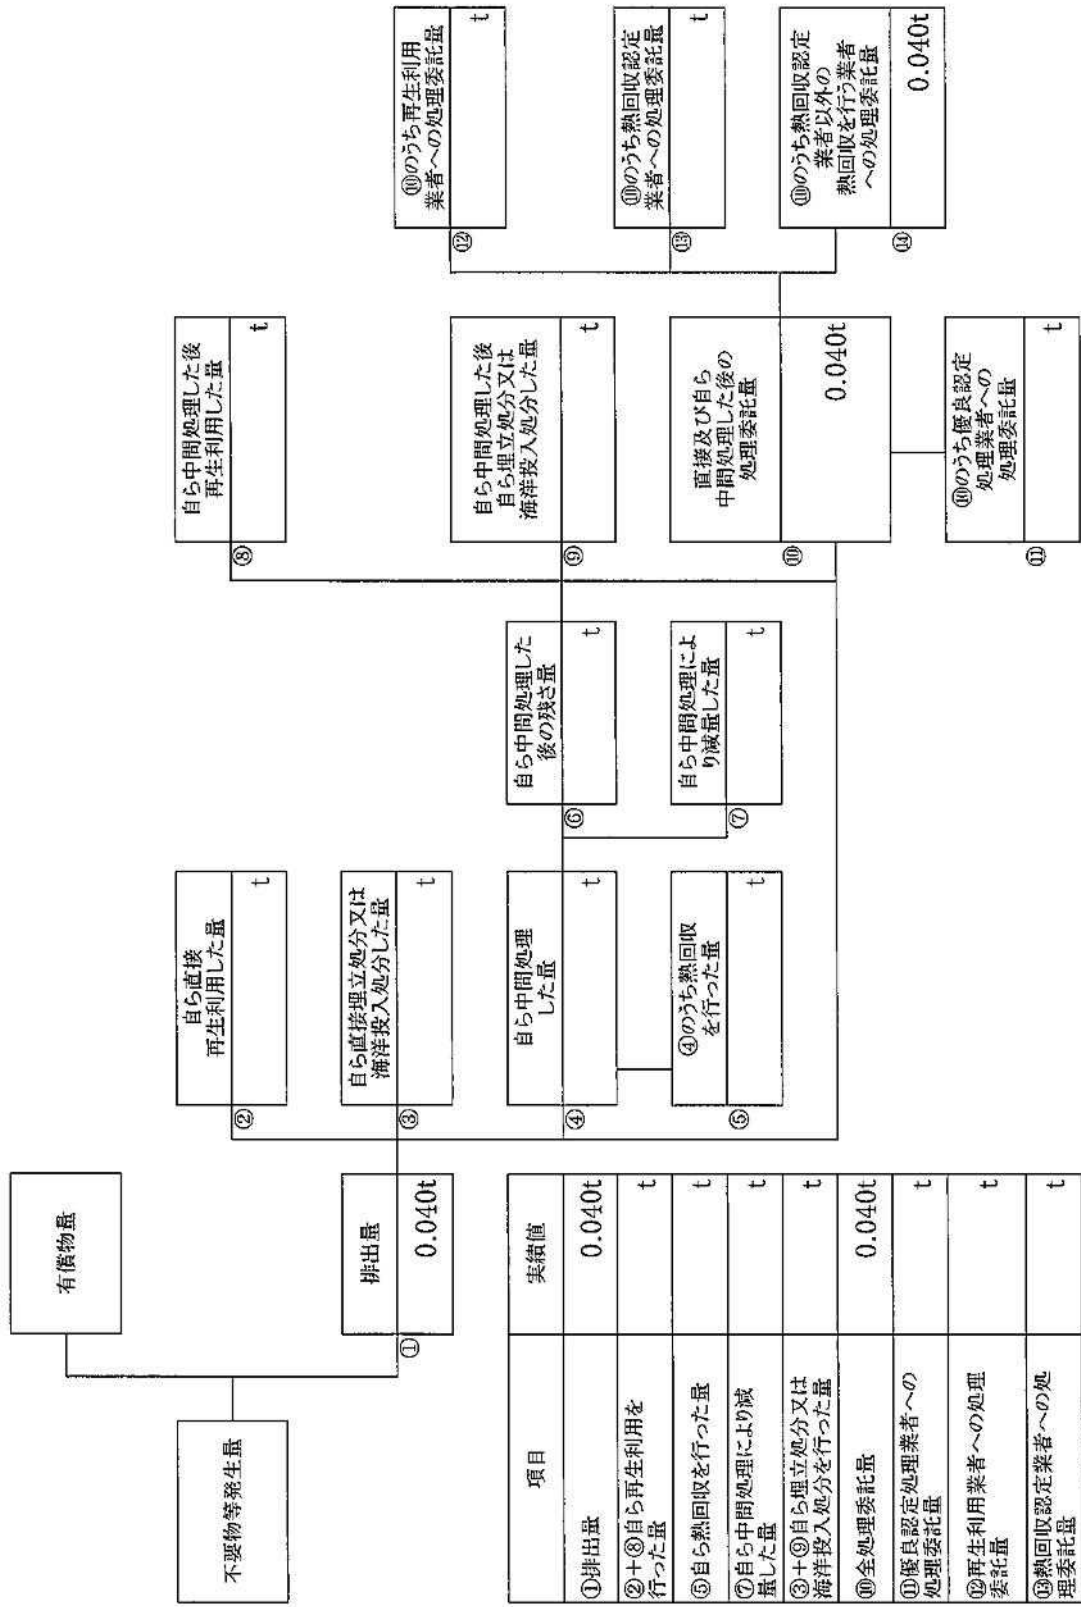 有償物量
不要物等発生量
①
排出量
0.040t
②
自ら直接
再生利用した量
t
③
自ら直接埋立処分又は
海洋投入処分した量
t
④
自ら中間処理
した量
t
⑤
④のうち熱回収
を行った量
t
⑥
自ら中間処理した
後の残さ量
t
⑦
自ら中間処理によ
り減量した量
t
⑧
自ら中間処理した後
再生利用した量
t
⑨
自ら中間処理した後
自ら埋立処分又は
海洋投入処分した量
t
⑩
直接及び自ら
中間処理した後の
処理委託量
0.040t
⑪
⑩のうち優良認定
処理業者への
処理委託量
t
⑫
⑩のうち再生利用
業者への処理委託量
t
⑬
⑩のうち熱回収認定
業者への処理委託量
t
⑭
⑩のうち熱回収認定
業者以外の
熱回収を行う業者
への処理委託量
0.040t
項目 実績値
①排出量 0.040t
②+⑧自ら再生利用を
行った量 t
⑤自ら熱回収を行った量 t
⑦自ら中間処理により減
量した量 t
③+⑨自ら埋立処分又は
海洋投入処分を行った量 t
⑩全処理委託量 0.040t
⑪優良認定処理業者への
処理委託量 t
⑫再生利用業者への処理
委託量 t
⑬熱回収認定業者への処
理委託量 t